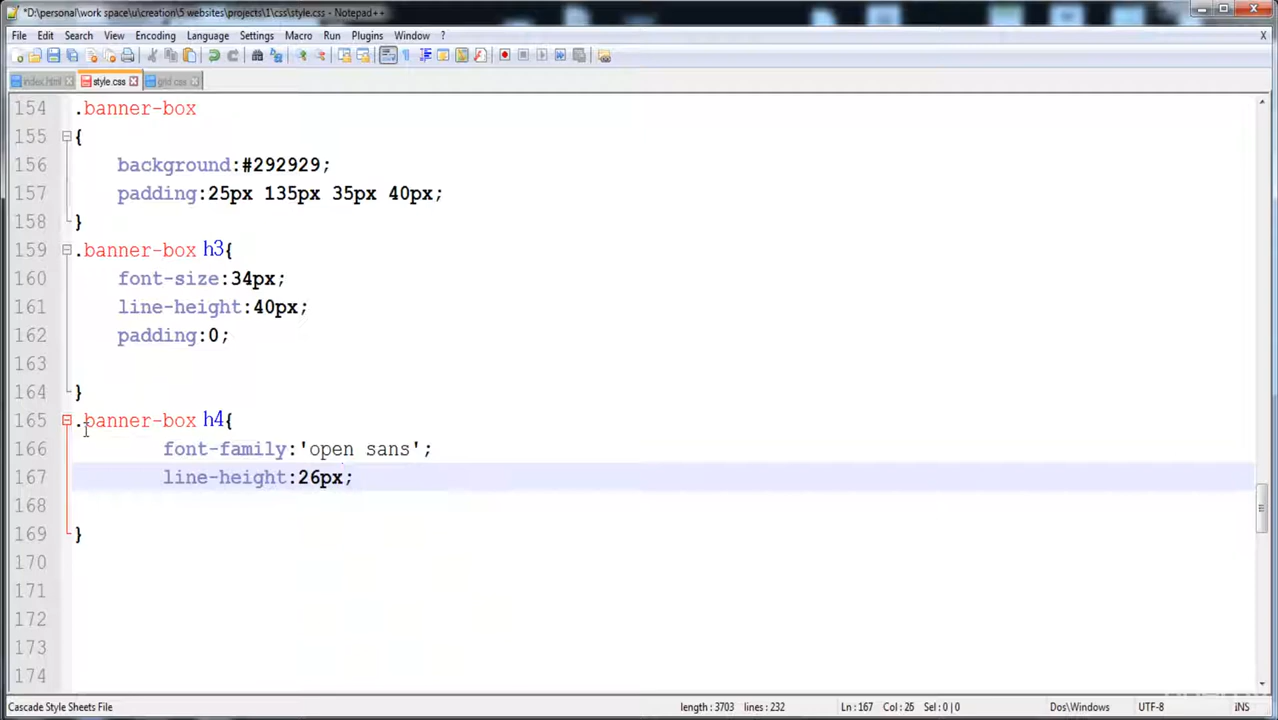 *D:\personal\work space\u\creation\5 websites\projects\1\css\style.css - Notepad++
File Edit Search View Encoding Language Settings Macro Run Plugins Window ? X
index.html style.css grid.css
154 .banner-box
155 {
156 background:#292929;
157 padding:25px 135px 35px 40px;
158 }
159 .banner-box h3{
160 font-size:34px;
161 line-height:40px;
162 padding:0;
163
164 }
165 .banner-box h4{
166 font-family:'open sans';
167 line-height:26px;
168
169 }
170
171
172
173
174
Cascade Style Sheets File length : 3703 lines : 232 Ln : 167 Col : 26 Sel : 0 | 0 Dos\Windows UTF-8 INS